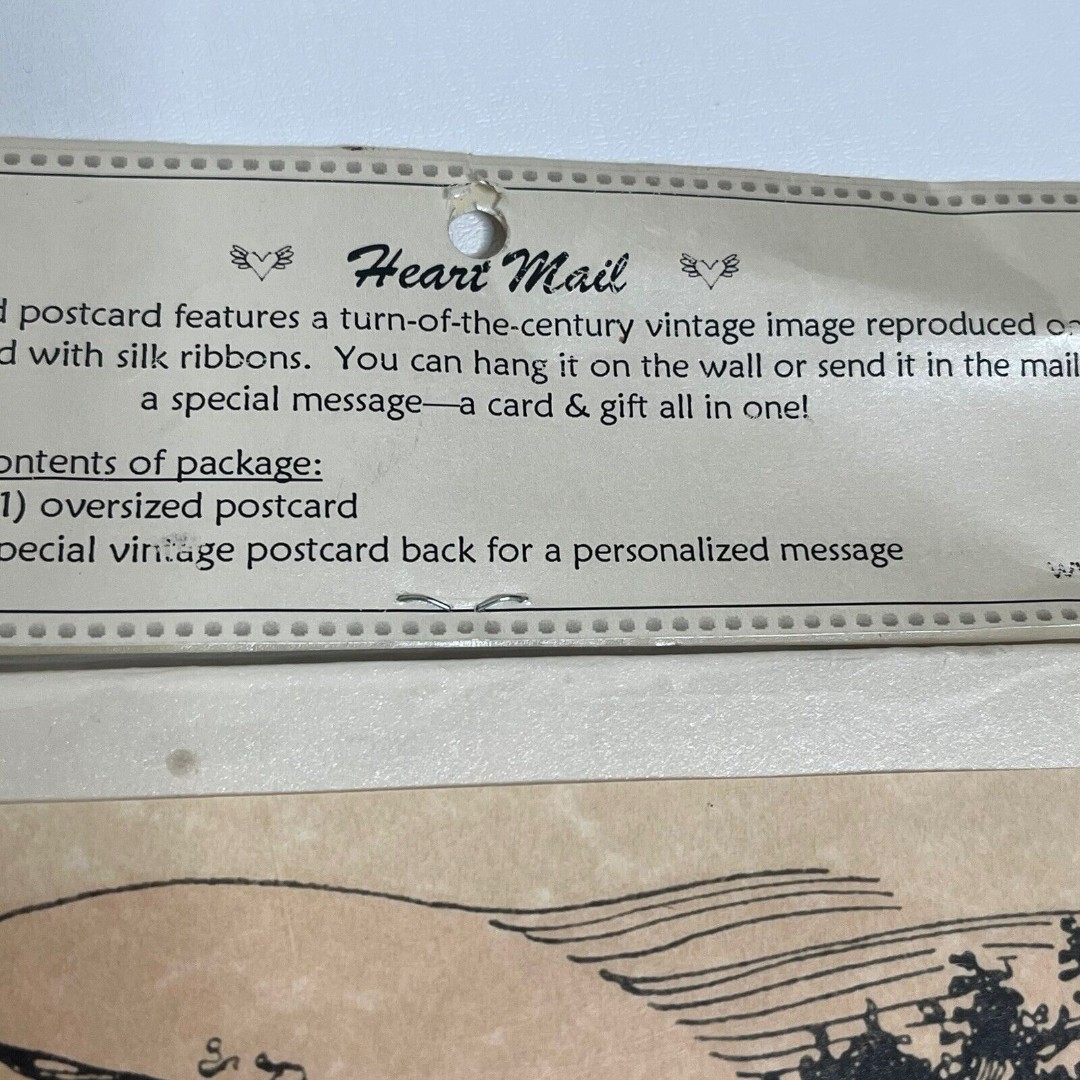 Heart Mail
d postcard features a turn-of-the-century vintage image reproduced
d with silk ribbons. You can hang it on the wall or send it in the mail
a special message—a card & gift all in one!
ontents of package:
1) oversized postcard
pecial vintage postcard back for a personalized message